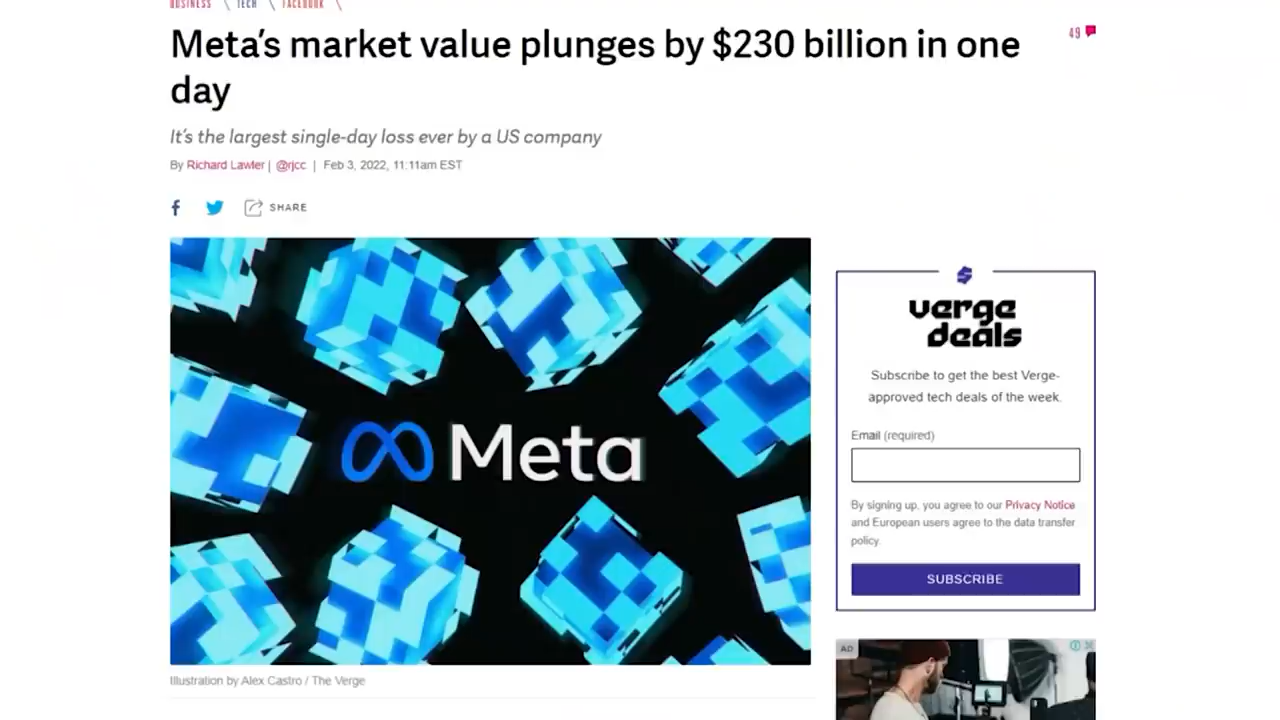 BUSINESS \ TECH \ FACEBOOK \
Meta's market value plunges by $230 billion in one
day
49
It's the largest single-day loss ever by a US company
By Richard Lawler | @rjcc | Feb 3, 2022, 11:11am EST
SHARE
Meta
Illustration by Alex Castro / The Verge
verge
deals
Subscribe to get the best Verge-
approved tech deals of the week.
Email (required)
By signing up, you agree to our Privacy Notice
and European users agree to the data transfer
policy.
SUBSCRIBE
AD